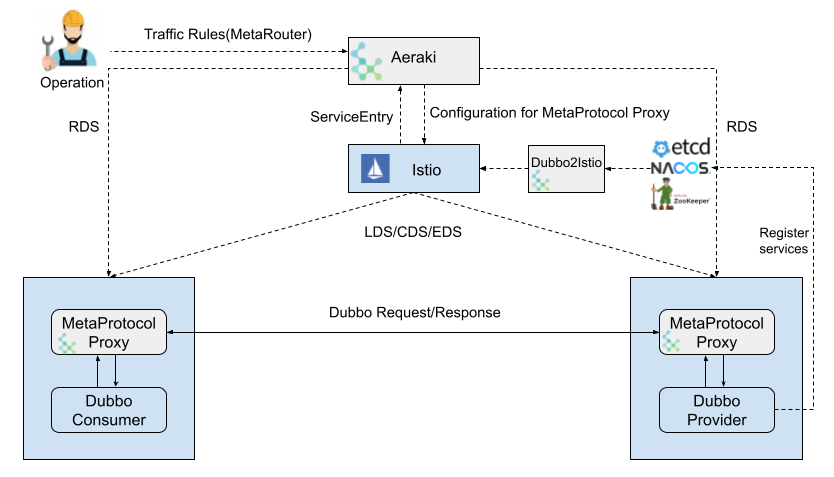 Traffic Rules(MetaRouter)
Aeraki
Operation
RDS
ServiceEntry
Configuration for MetaProtocol Proxy
RDS
etcd
NACOS.
ZooKeeper
Dubbo2Istio
Istio
LDS/CDS/EDS
Register
services
MetaProtocol
Proxy
Dubbo
Consumer
Dubbo Request/Response
MetaProtocol
Proxy
Dubbo
Provider